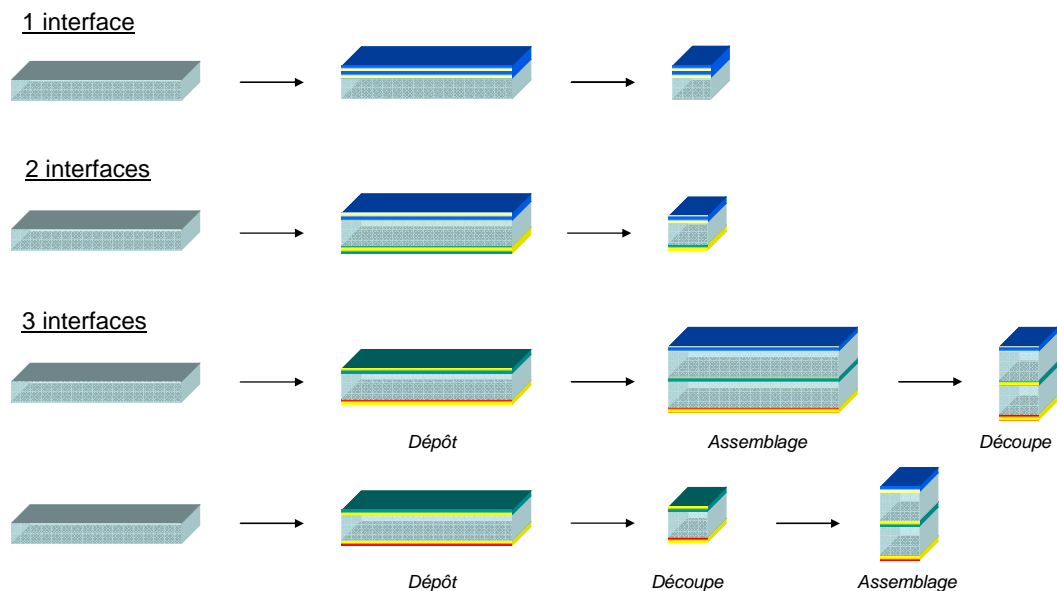 1 interface
2 interfaces
3 interfaces
Dépôt
Assemblage
Découpe
Dépôt
Découpe
Assemblage